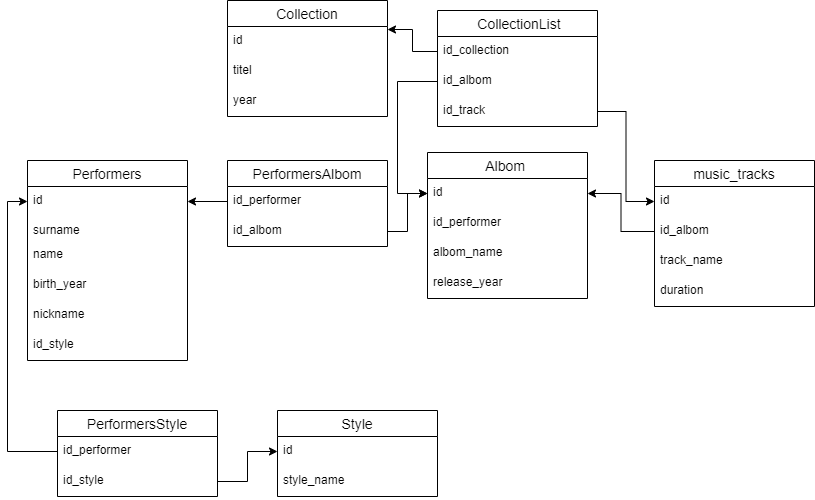 Collection
id
titel
year
CollectionList
id_collection
id_albom
id_track
Performers
id
surname
name
birth_year
nickname
id_style
PerformersAlbom
id_performer
id_albom
Albom
id
id_performer
albom_name
release_year
music_tracks
id
id_albom
track_name
duration
PerformersStyle
id_performer
id_style
Style
id
style_name